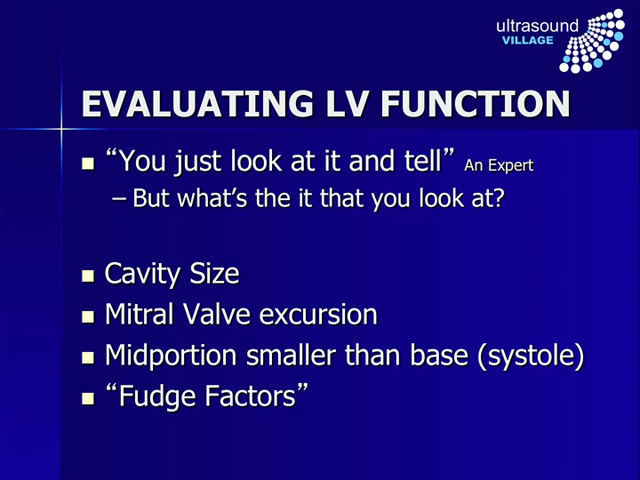 ultrasound
VILLAGE
EVALUATING LV FUNCTION
“You just look at it and tell” An Expert
– But what’s the it that you look at?
Cavity Size
Mitral Valve excursion
Midportion smaller than base (systole)
“Fudge Factors”